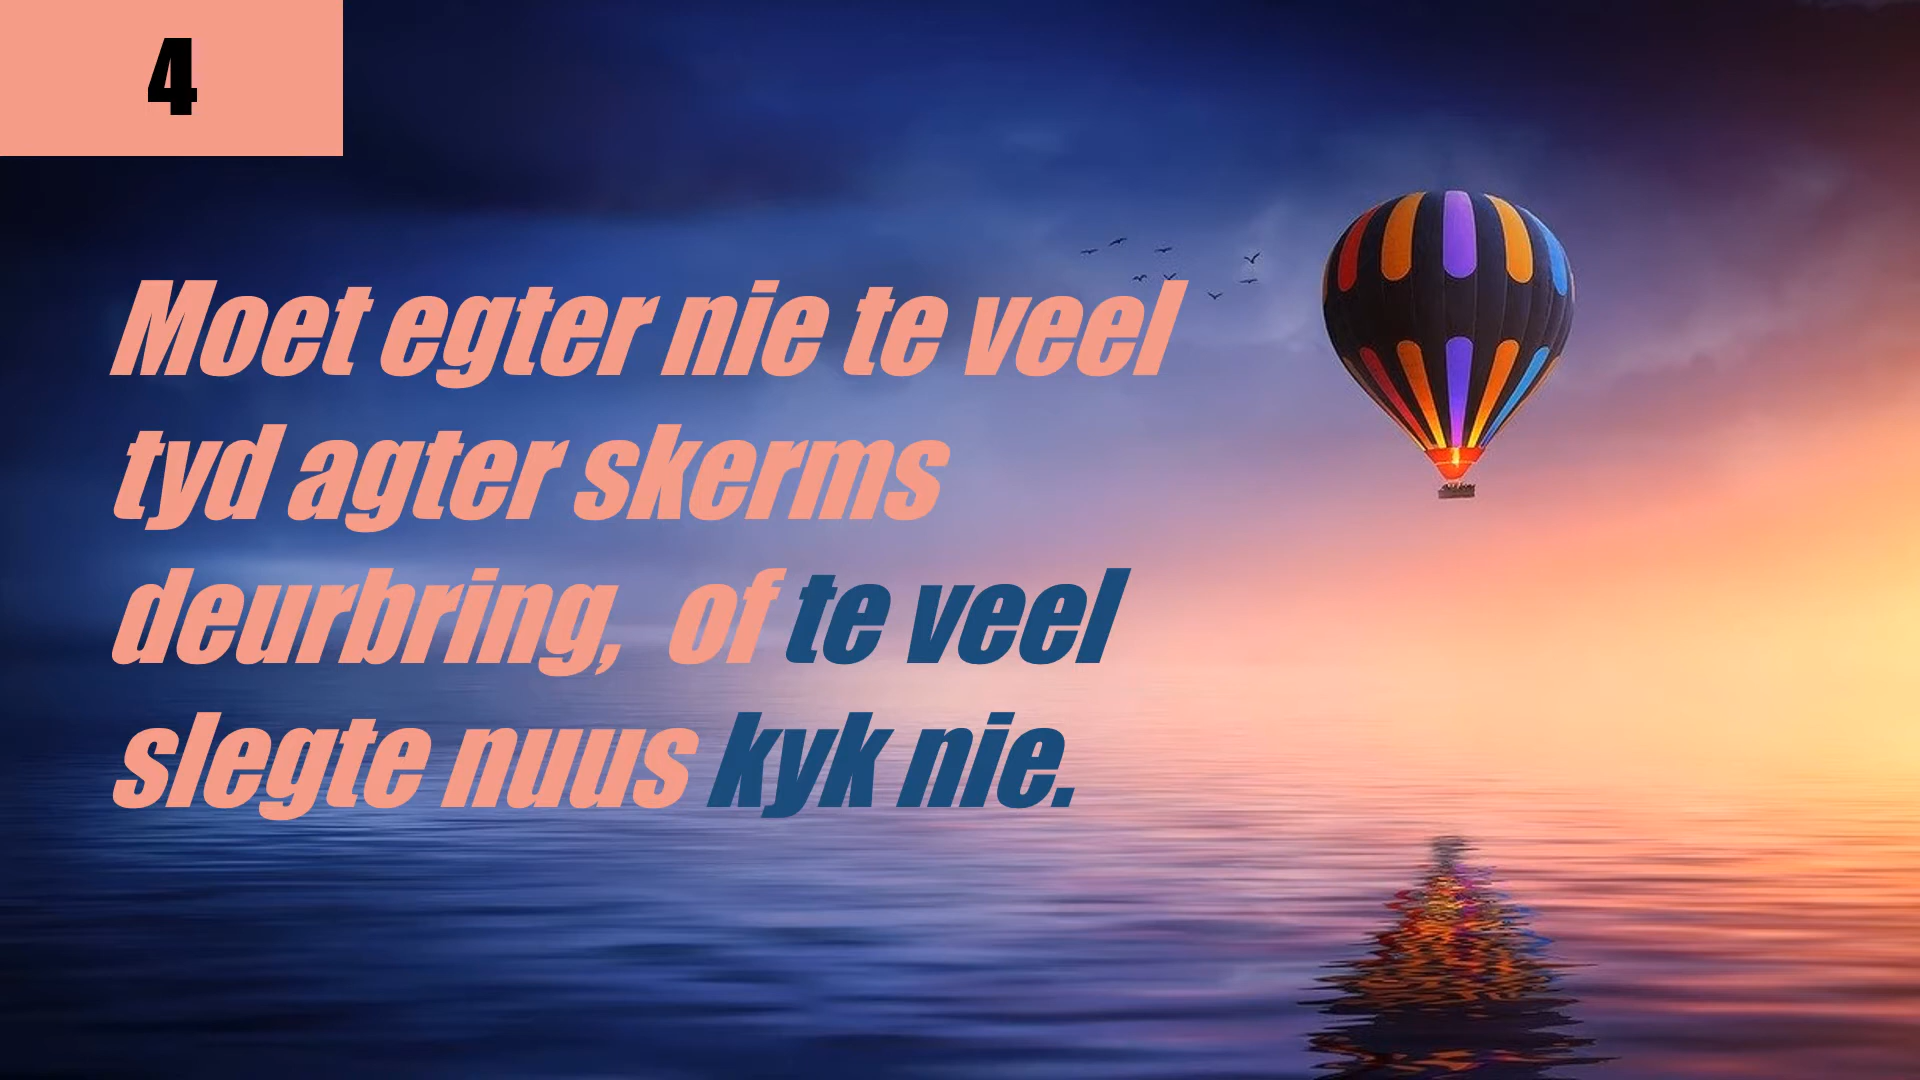 4
Moet egter nie te veel
tyd agter skerms
deurbring, of te veel
slegte nuus kyk nie.